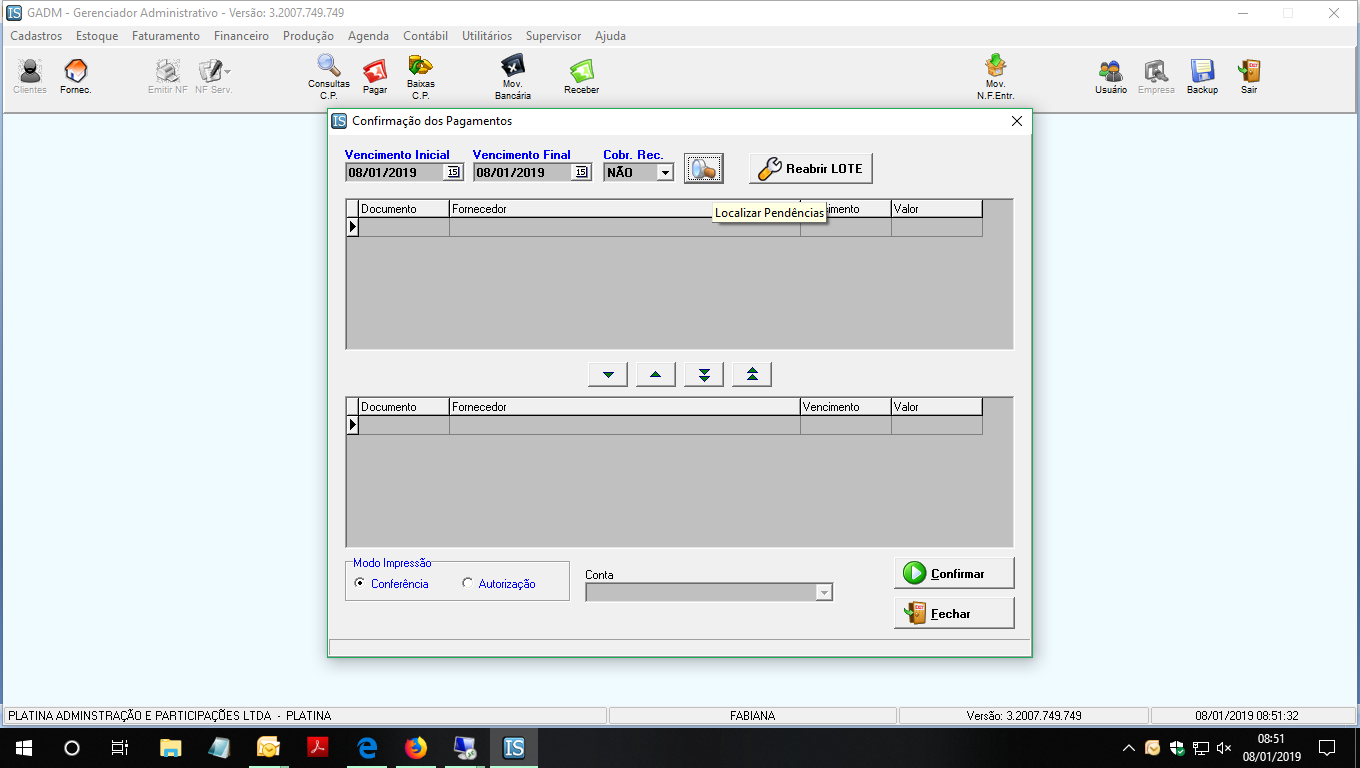 IS GADM - Gerenciador Administrativo - Versão: 3.2007.749.749
Cadastros Estoque Faturamento Financeiro Produção Agenda Contábil Utilitários Supervisor Ajuda
Clientes Fornec. Emitir NF NF Serv. Consultas C.P. Pagar Baixas C.P. Mov. Bancária Receber Mov. N.F.Entr. Usuário Empresa Backup Sair
IS Confirmação dos Pagamentos
Vencimento Inicial Vencimento Final Cobr. Rec.
08/01/2019 15 08/01/2019 15 NÃO Reabrir LOTE
Documento Fornecedor imento Valor
Localizar Pendências
Documento Fornecedor Vencimento Valor
Modo Impressão
Conferência Autorização
Conta
Confirmar
Fechar
PLATINA ADMINSTRAÇÃO E PARTICIPAÇÕES LTDA - PLATINA FABIANA Versão: 3.2007.749.749 08/01/2019 08:51:32
IS 08:51
08/01/2019